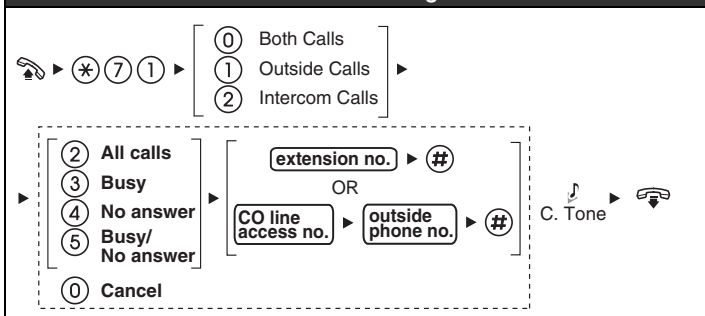 * 7 1
0 Both Calls
1 Outside Calls
2 Intercom Calls
2 All calls
3 Busy
4 No answer
5 Busy/
No answer
0 Cancel
extension no. #
OR
CO line
access no.
outside
phone no. #
C. Tone